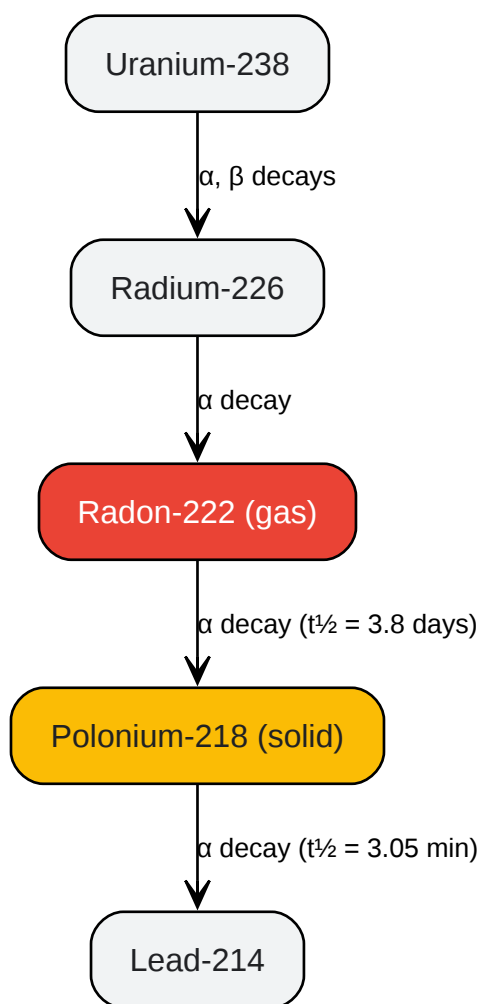 Uranium-238
α, β decays
Radium-226
α decay
Radon-222 (gas)
α decay (t½ = 3.8 days)
Polonium-218 (solid)
α decay (t½ = 3.05 min)
Lead-214